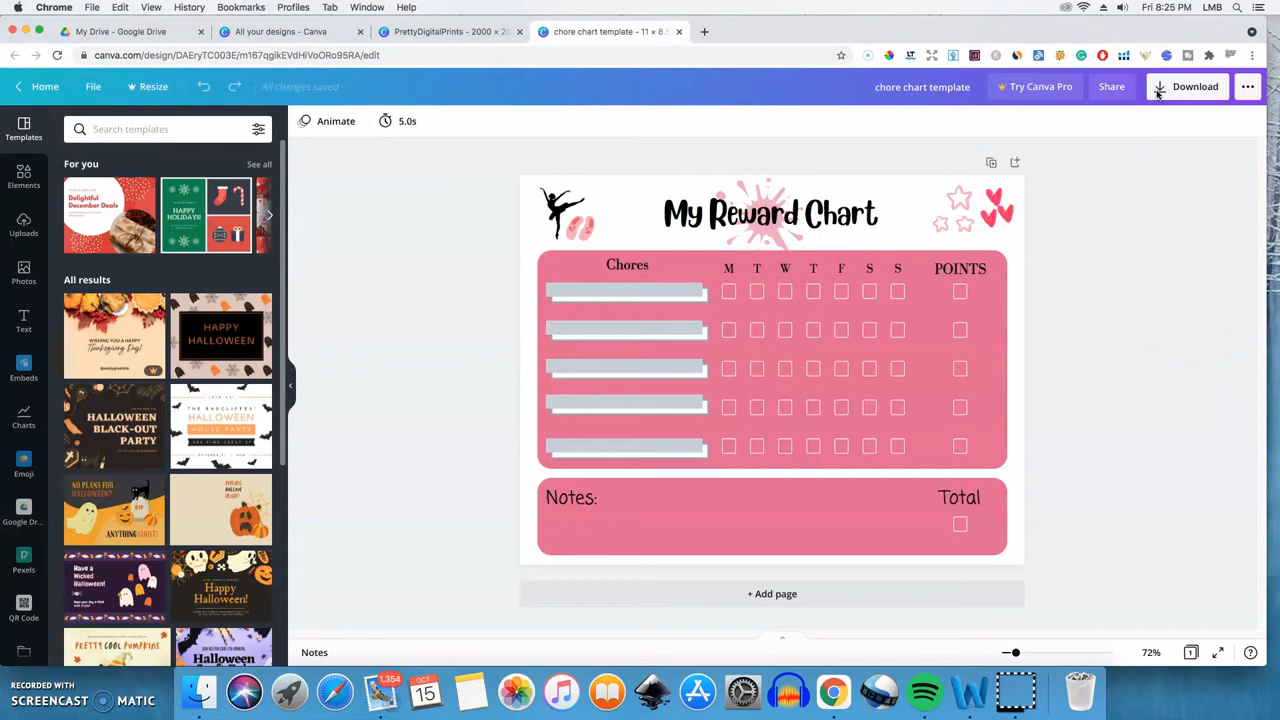 Chrome File Edit View History Bookmarks Profiles Tab Window Help Fri 8:25 PM LMB
My Drive - Google Drive All your designs - Canva PrettyDigitalPrints - 2000 × 20 chore chart template - 11 × 8.5
canva.com/design/DAEryTC003E/m167qgikEVdHiVoORo95RA/edit
Home File Resize All changes saved chore chart template Try Canva Pro Share Download
Templates Search templates Animate 5.0s
For you See all
Delightful
December Deals
HAPPY
HOLIDAYS!
Elements
Uploads
Photos
Text
Embeds
Charts
Emoji
Google Dr...
Pexels
QR Code
All results
WISHING YOU A HAPPY
Thanksgiving Day!
HAPPY
HALLOWEEN
HALLOWEEN
BLACK-OUT
PARTY
THE RADCLIFFES'
HALLOWEEN
HOUSE PARTY
NO PLANS FOR
HALLOWEEN?
RIP
ANYTHING GHOST!
Have a
Wicked
Halloween!
Happy
Halloween!
PRETTY COOL PUMPKINS
Halloween
My Reward Chart
Chores M T W T F S S POINTS
Notes: Total
+ Add page
Notes 72% 1
1,354
OCT
15
RECORDED WITH
SCREENCAST MATIC